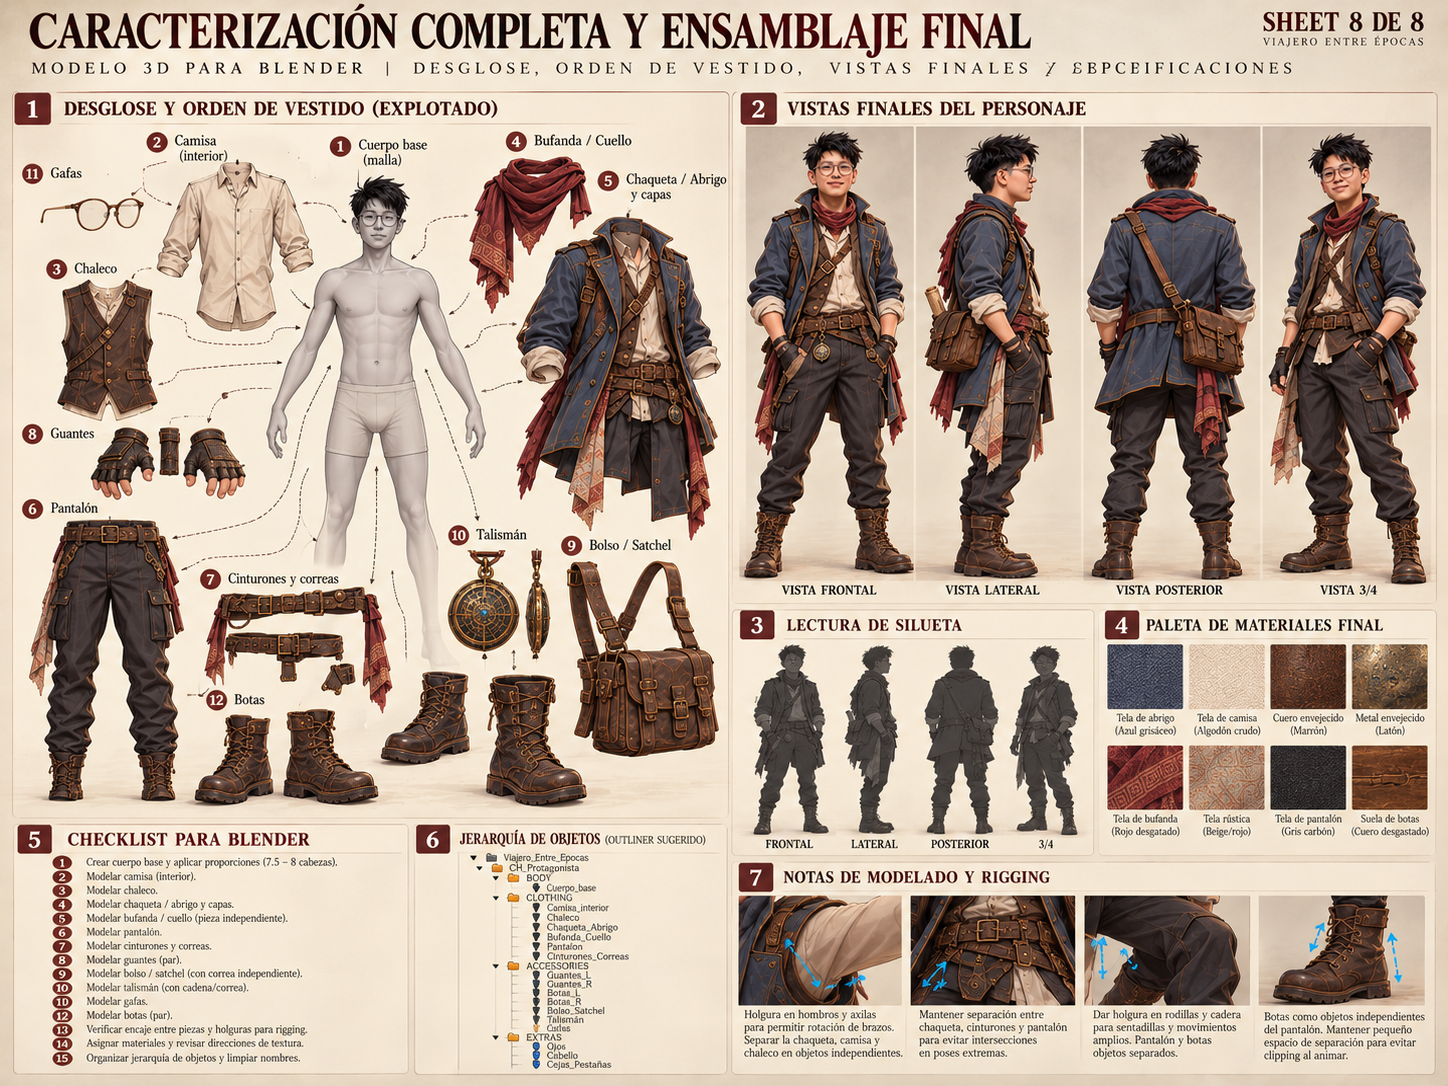 CARACTERIZACIÓN COMPLETA Y ENSAMBLAJE FINAL
MODELO 3D PARA BLENDER | DESGLOSE, ORDEN DE VESTIDO, VISTAS FINALES Y EBPCEIFICACIONES
SHEET 8 DE 8
VIAJERO ENTRE ÉPOCAS
1 DESGLOSE Y ORDEN DE VESTIDO (EXPLOTADO)
2 Camisa
(interior)
1 Cuerpo base
(malla)
4 Bufanda / Cuello
11 Gafas
5 Chaqueta / Abrigo
y capas
3 Chaleco
8 Guantes
6 Pantalón
10 Talismán
9 Bolso / Satchel
7 Cinturones y correas
12 Botas
2 VISTAS FINALES DEL PERSONAJE
VISTA FRONTAL
VISTA LATERAL
VISTA POSTERIOR
VISTA 3/4
3 LECTURA DE SILUETA
FRONTAL
LATERAL
POSTERIOR
3/4
4 PALETA DE MATERIALES FINAL
Tela de abrigo
(Azul grisáceo)
Tela de camisa
(Algodón crudo)
Cuero envejecido
(Marrón)
Metal envejecido
(Latón)
Tela de bufanda
(Rojo desgatado)
Tela rústica
(Beige/rojo)
Tela de pantalón
(Gris carbón)
Suela de botas
(Cuero desgastado)
5 CHECKLIST PARA BLENDER
1 Crear cuerpo base y aplicar proporciones (7.5 – 8 cabezas).
2 Modelar camisa (interior).
3 Modelar chaleco.
4 Modelar chaqueta / abrigo y capas.
5 Modelar bufanda / cuello (pieza independiente).
6 Modelar pantalón.
7 Modelar cinturones y correas.
8 Modelar guantes (par).
9 Modelar bolso / satchel (con correa independiente).
10 Modelar talismán (con cadena/correa).
10 Modelar gafas.
12 Modelar botas (par).
13 Verificar encaje entre piezas y holguras para rigging.
14 Asignar materiales y revisar direcciones de textura.
15 Organizar jerarquía de objetos y limpiar nombres.
6 JERARQUÍA DE OBJETOS (OUTLINER SUGERIDO)
Viajero_Entre_Epocas
CH_Protagonista
BODY
Cuerpo_base
CLOTHING
Camisa_interior
Chaleco
Chaqueta_Abrigo
Bufanda_Cuello
Pantalon
Cinturones_Correas
ACCESSORIES
Guantes_L
Guantes_R
Botas_L
Botas_R
Bolso_Satchel
Talismán
EXTRAS
Ojos
Cabello
Cejas_Pestañas
7 NOTAS DE MODELADO Y RIGGING
Holgura en hombros y axilas
para permitir rotación de brazos.
Separar la chaqueta, camisa y
chaleco en objetos independientes.
Mantener separación entre
chaqueta, cinturones y pantalón
para evitar intersecciones
en poses extremas.
Dar holgura en rodillas y cadera
para sentadillas y movimientos
amplios. Pantalón y botas
objetos separados.
Botas como objetos independientes
del pantalón. Mantener pequeño
espacio de separación para evitar
clipping al animar.